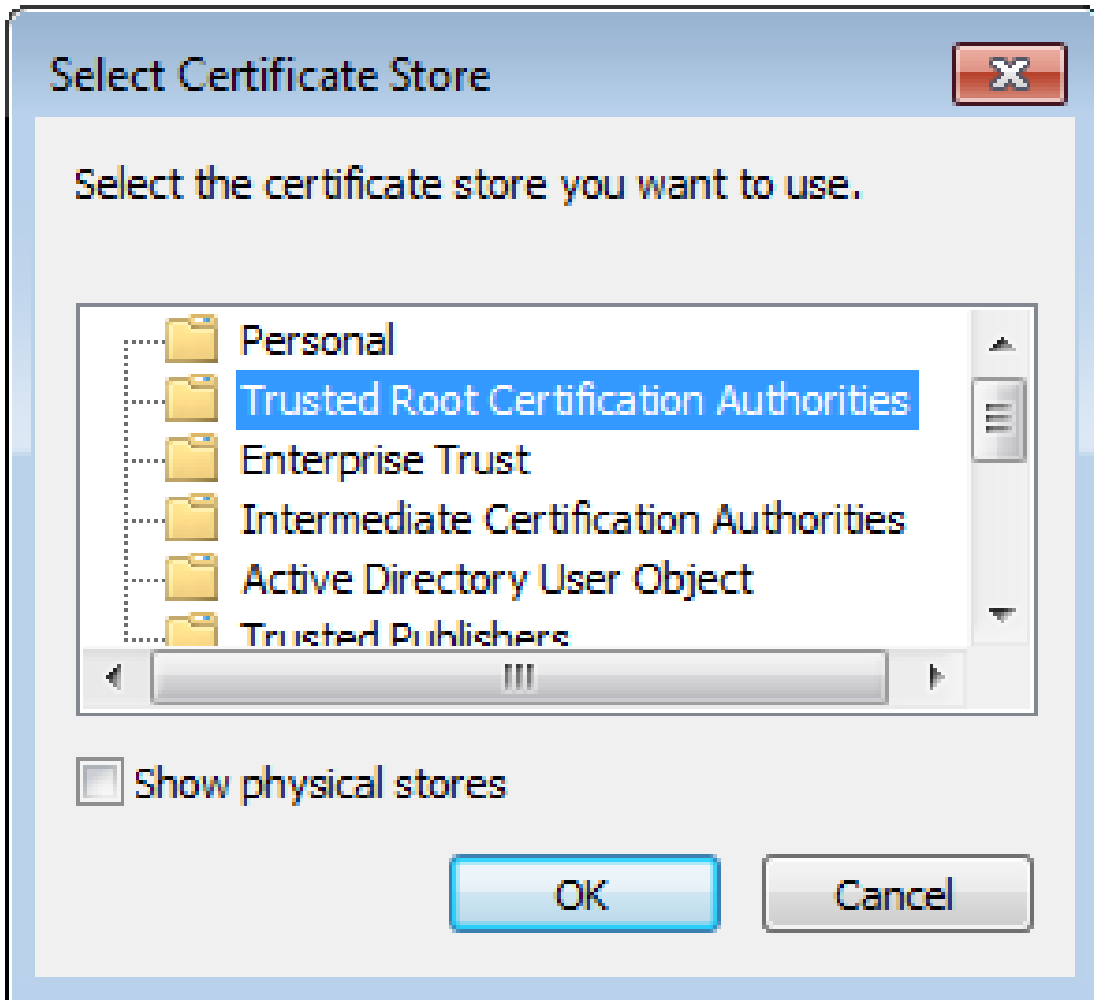 Select Certificate Store
Select the certificate store you want to use.
Personal
Trusted Root Certification Authorities
Enterprise Trust
Intermediate Certification Authorities
Active Directory User Object
Trusted Publishers
Show physical stores
OK
Cancel